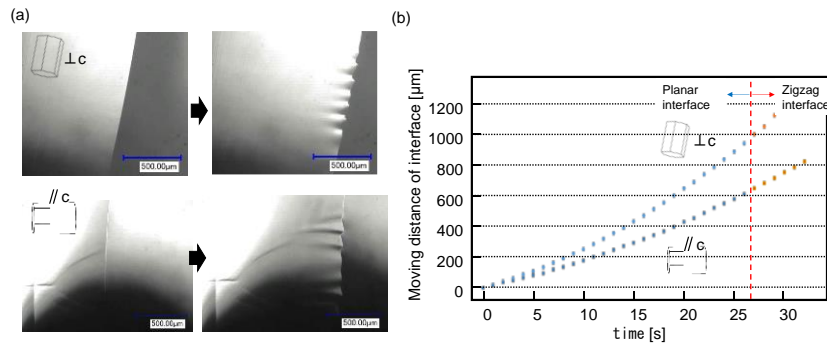 (a)
⊥c
500.00μm
500.00μm
// c
500.00μm
500.00μm
(b)
Moving distance of interface [μm]
1200
1000
800
600
400
200
0
Planar
interface
Zigzag
interface
⊥c
// c
0 5 10 15 20 25 30
time [s]